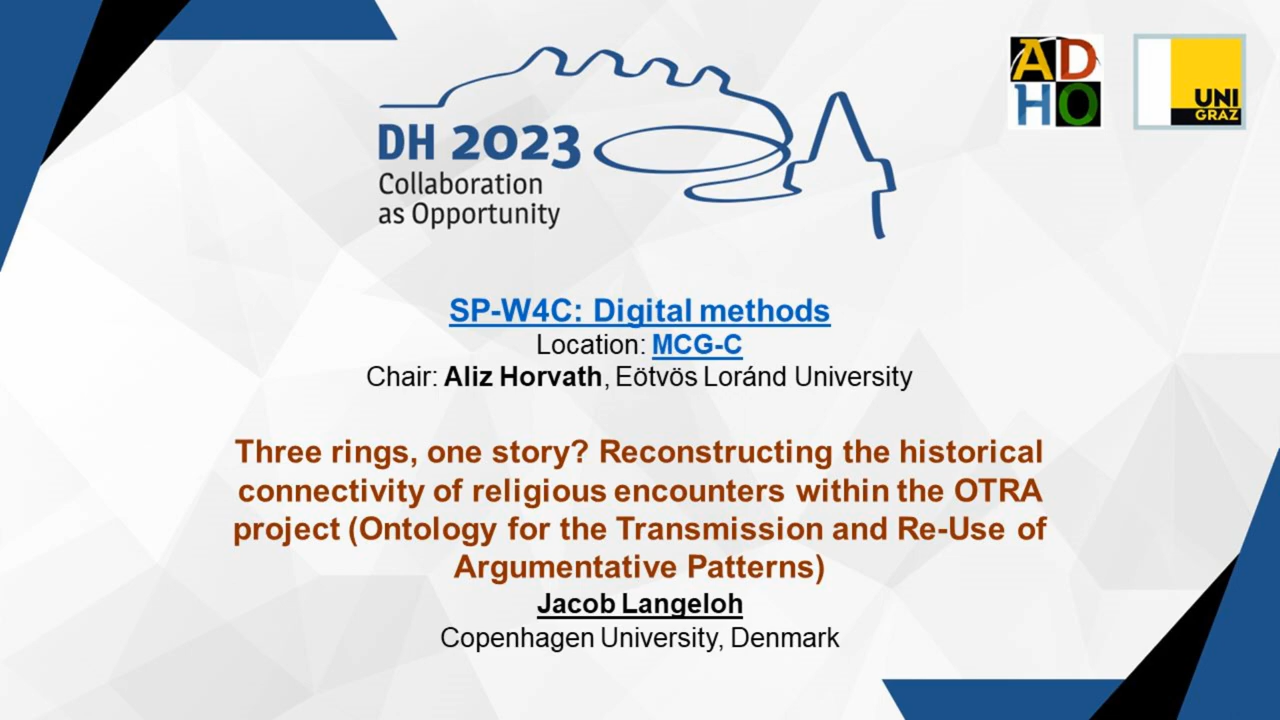 DH 2023
Collaboration
as Opportunity
AD
HO
UNI
GRAZ
SP-W4C: Digital methods
Location: MCG-C
Chair: Aliz Horvath, Eötvös Loránd University
Three rings, one story? Reconstructing the historical
connectivity of religious encounters within the OTRA
project (Ontology for the Transmission and Re-Use of
Argumentative Patterns)
Jacob Langeloh
Copenhagen University, Denmark